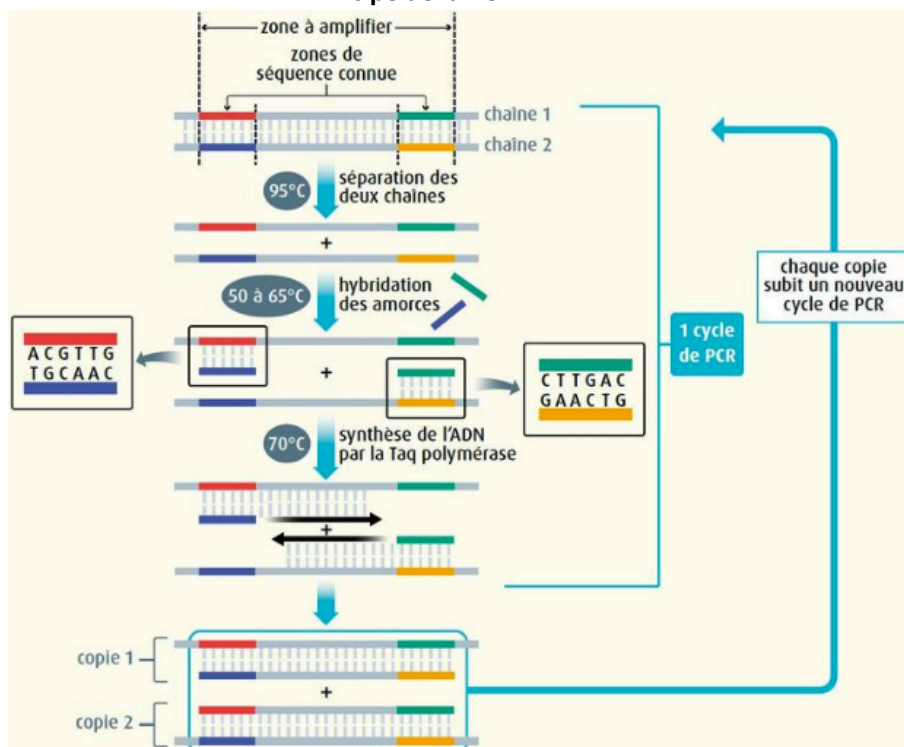 zone à amplifier
zones de
séquence connue
chaîne 1
chaîne 2
95°C
séparation des
deux chaînes
+
50 à 65°C
hybridation
des amorces
chaque copie
subit un nouveau
cycle de PCR
1 cycle
de PCR
ACGTTG
TGCAAC
+
CTTGAC
GAACTG
70°C
synthèse de l'ADN
par la Taq polymérase
+
copie 1
+
copie 2